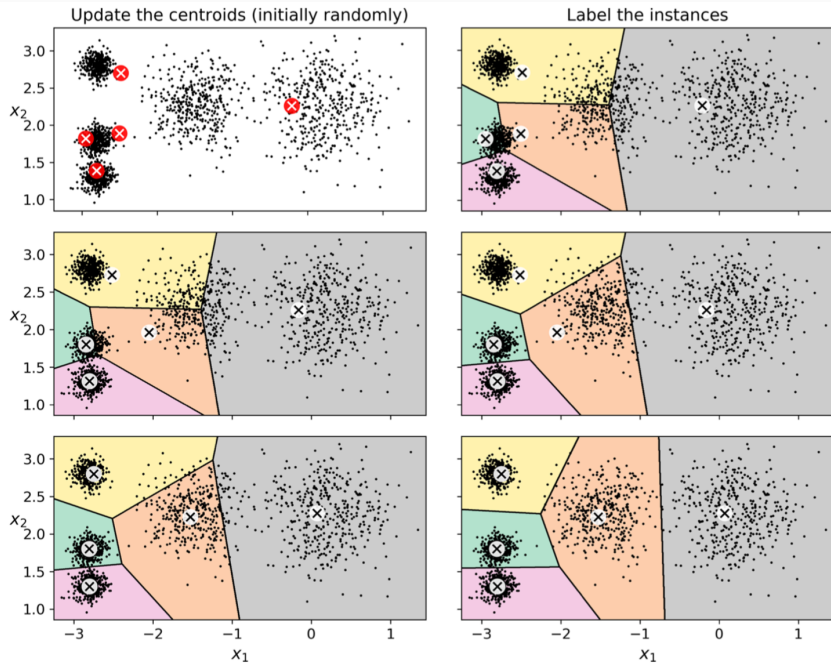 Update the centroids (initially randomly)
Label the instances
x₂
3.0
2.5
2.0
1.5
1.0
x₂
3.0
2.5
2.0
1.5
1.0
x₂
3.0
2.5
2.0
1.5
1.0
−3 −2 −1 0 1
−3 −2 −1 0 1
x₁
x₁